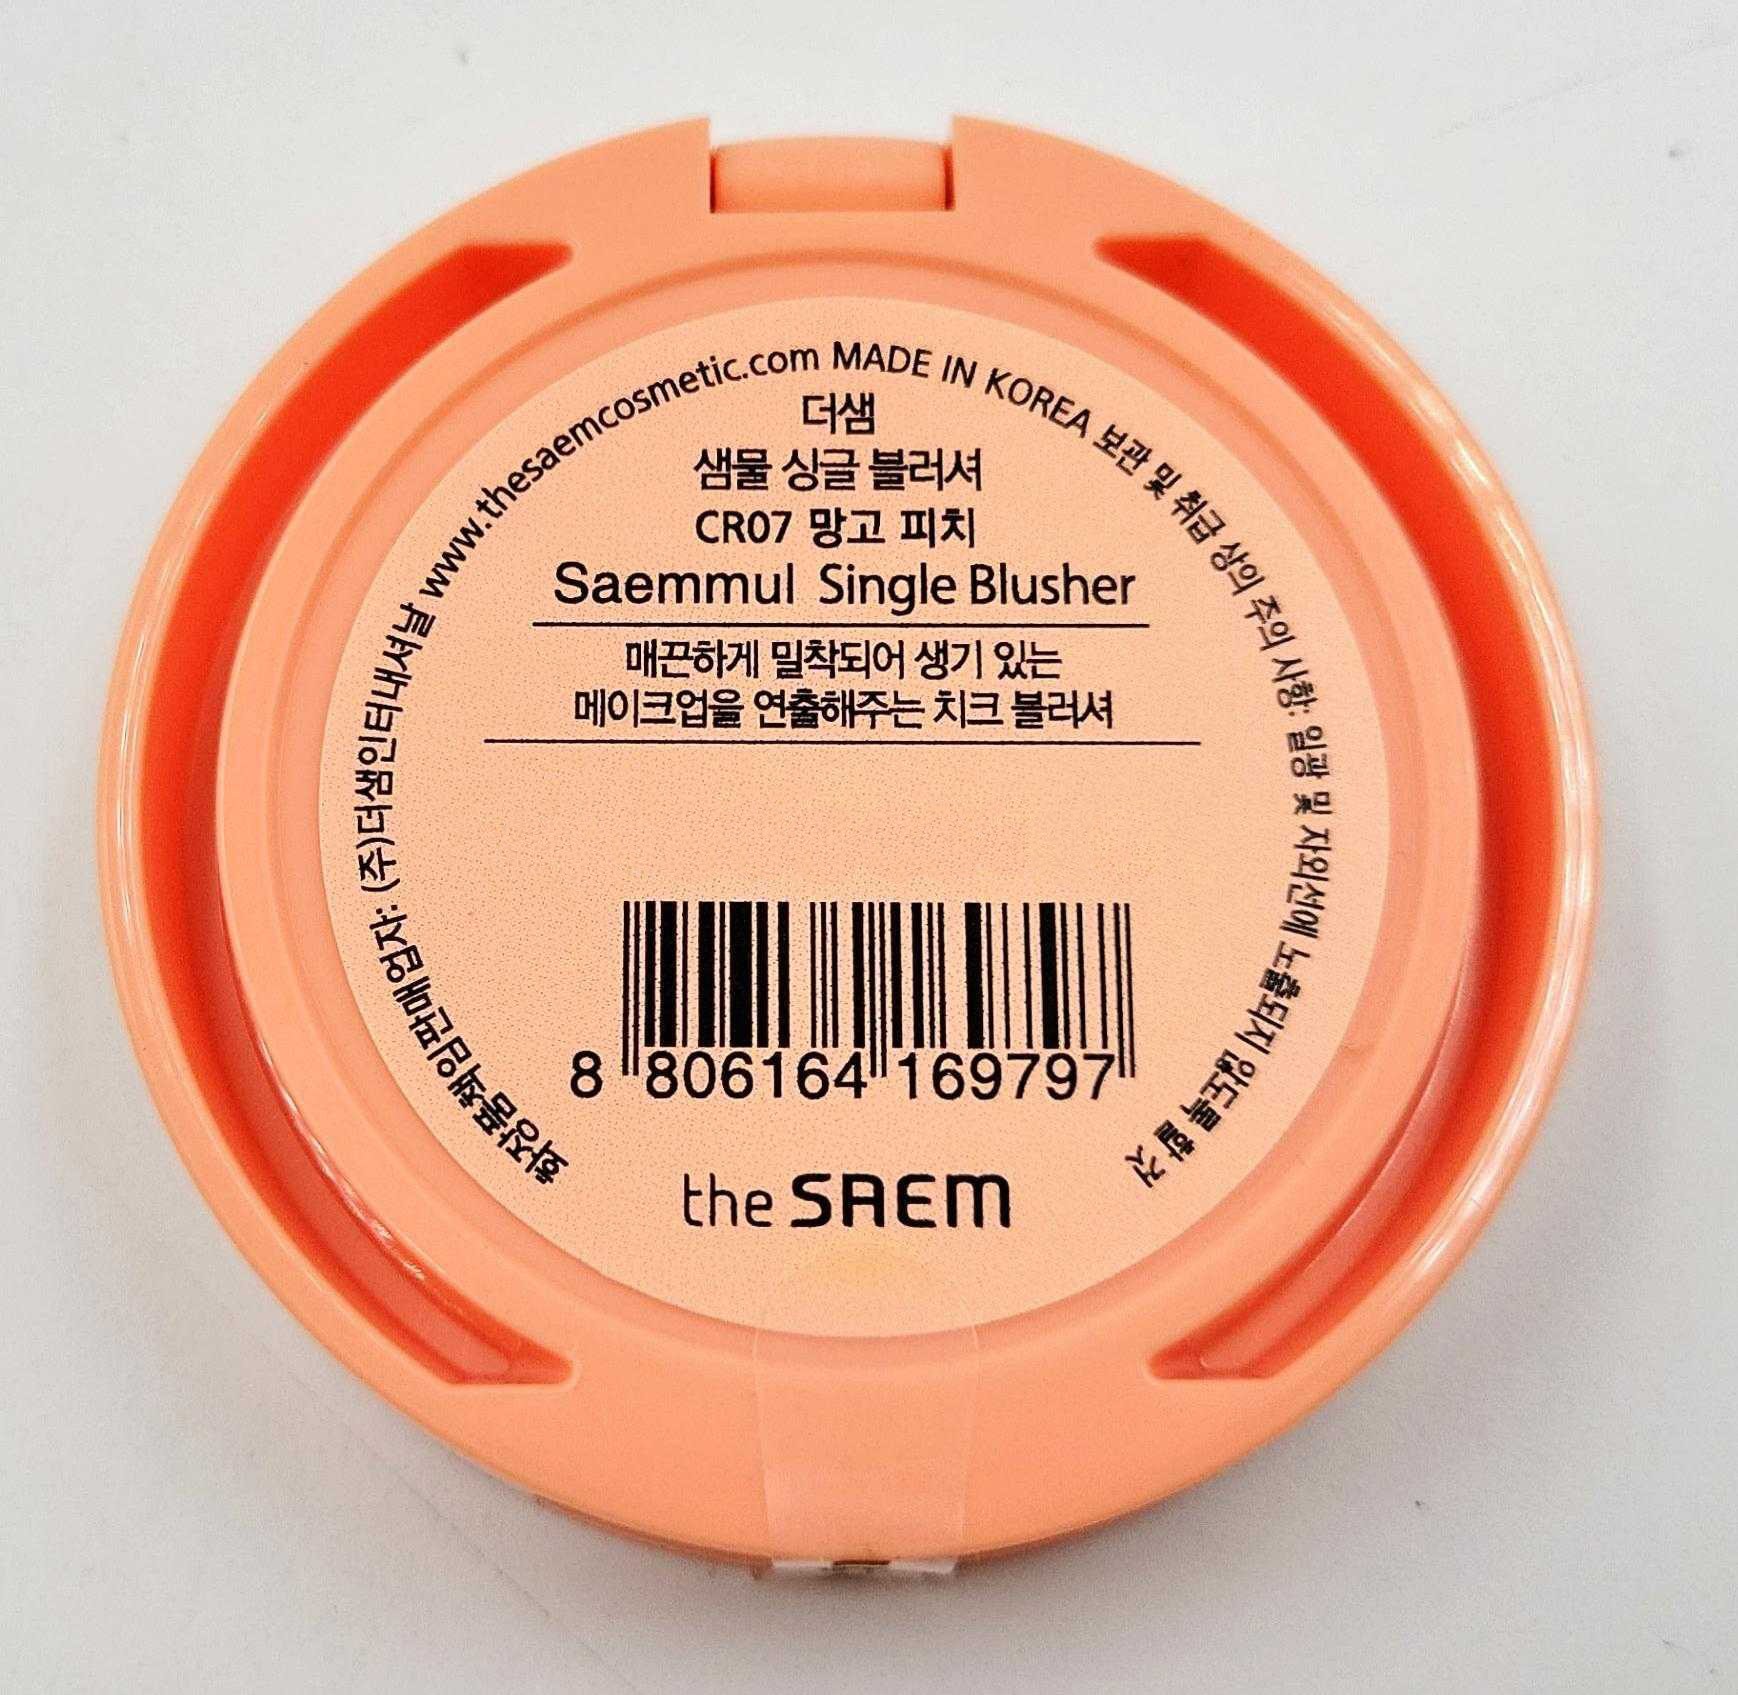 화장품책임판매업자: (주)더샘인터내셔날 www.thesaemcosmetic.com MADE IN KOREA 보관 및 취급 상의 주의 사항: 일광 및 자외선에 노출되지 않도록 할 것
더샘
샘물 싱글 블러셔
CR07 망고 피치
Saemmul Single Blusher
매끈하게 밀착되어 생기 있는
메이크업을 연출해주는 치크 블러셔
8 806164 169797
the SAEM